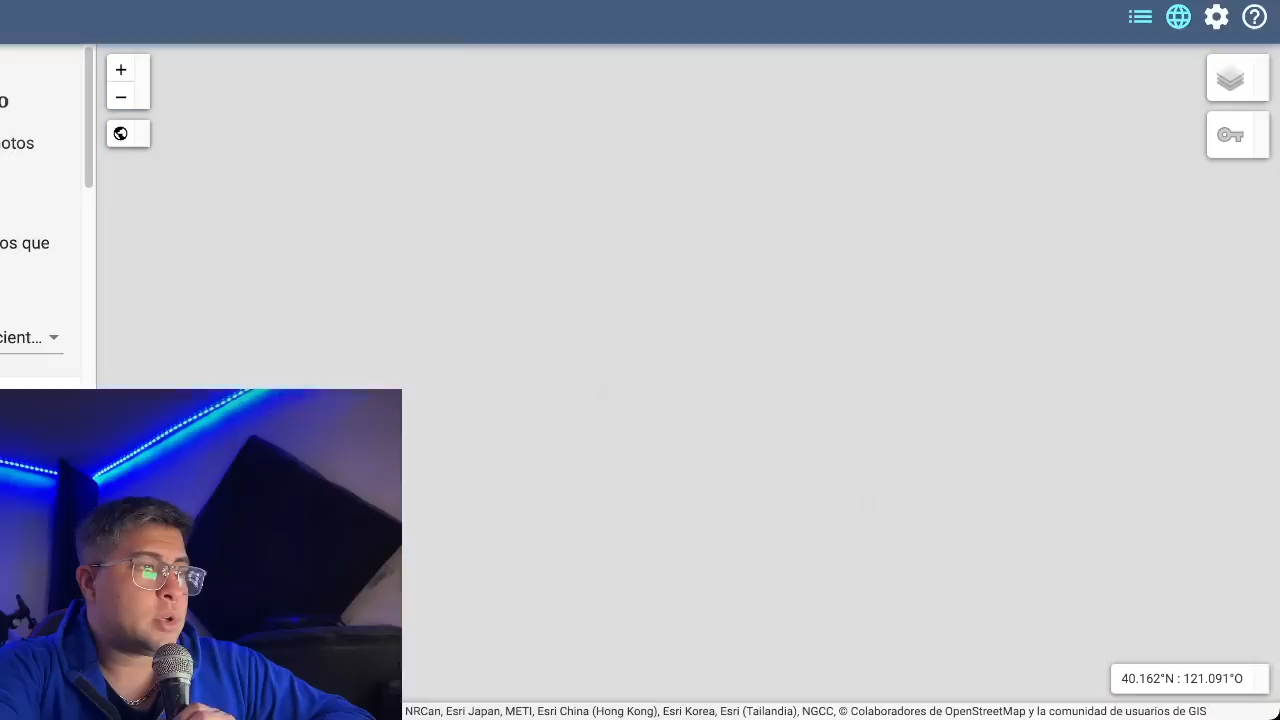 o
otos
os que
cient...
+
−
40.162°N : 121.091°O
NRCan, Esri Japan, METI, Esri China (Hong Kong), Esri Korea, Esri (Tailandia), NGCC, © Colaboradores de OpenStreetMap y la comunidad de usuarios de GIS